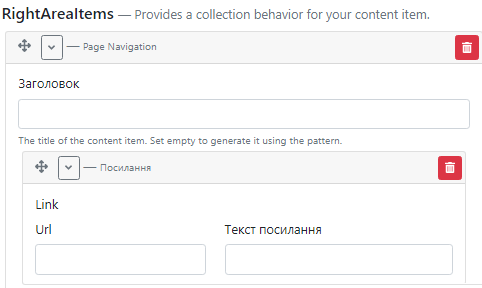 RightAreaItems — Provides a collection behavior for your content item.
— Page Navigation
Заголовок
The title of the content item. Set empty to generate it using the pattern.
— Посилання
Link
Url Текст посилання